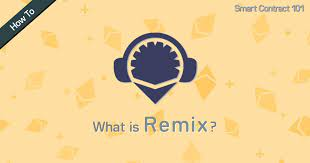 How To
Smart Contract 101
What is Remix?